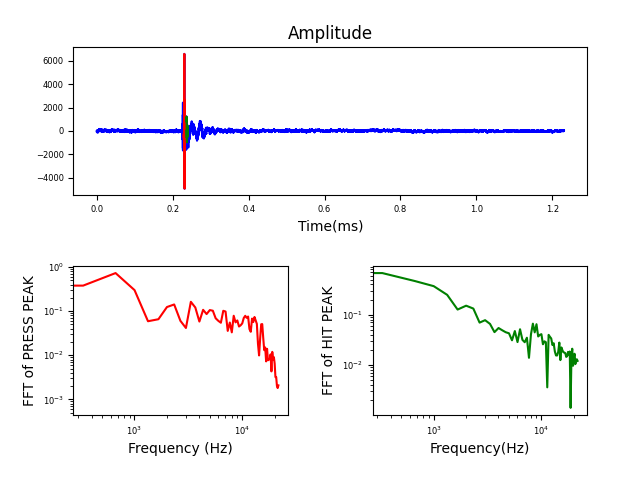 Amplitude
6000
4000
2000
0
−2000
−4000
0.0 0.2 0.4 0.6 0.8 1.0 1.2
Time(ms)
FFT of PRESS PEAK
10⁰
10⁻¹
10⁻²
10⁻³
10³ 10⁴
Frequency (Hz)
FFT of HIT PEAK
10⁻¹
10⁻²
10³ 10⁴
Frequency(Hz)